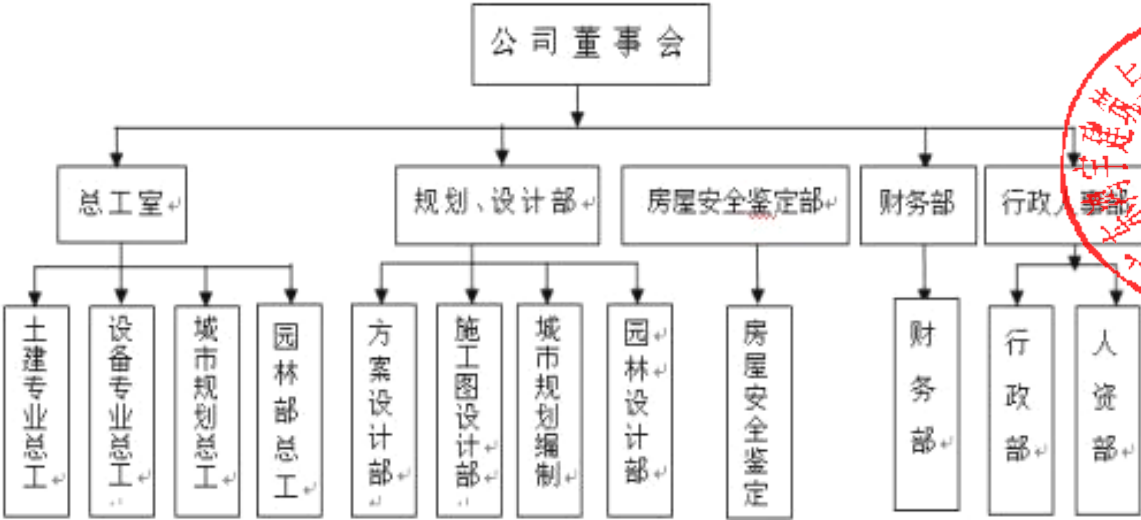 公司董事会
总工室
规划、设计部
房屋安全鉴定部
财务部
行政人事部
土建专业总工
设备专业总工
城市规划总工
园林部总工
方案设计部
施工图设计部
城市规划编制
园林设计部
房屋安全鉴定
财务部
行政部
人资部